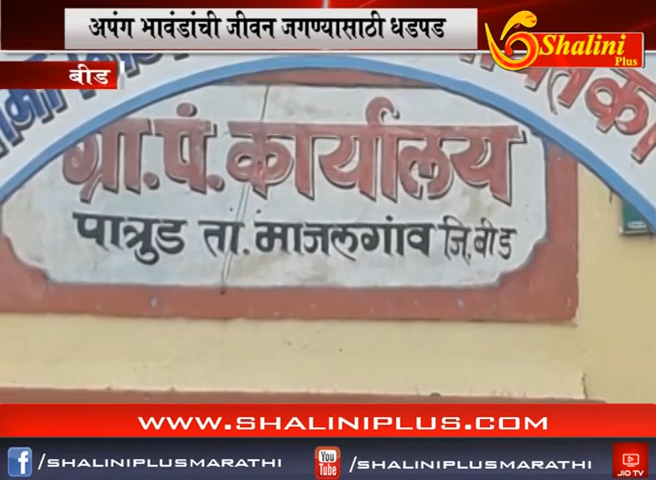 अपंग भावंडांची जीवन जगण्यासाठी धडपड
Shalini
Plus
बीड
ग्रा.पं.कार्यालय
पात्रुड ता.माजलगांव जि.बीड
WWW.SHALINIPLUS.COM
/SHALINIPLUSMARATHI
You
Tube
/SHALINIPLUSMARATHI
JIO TV